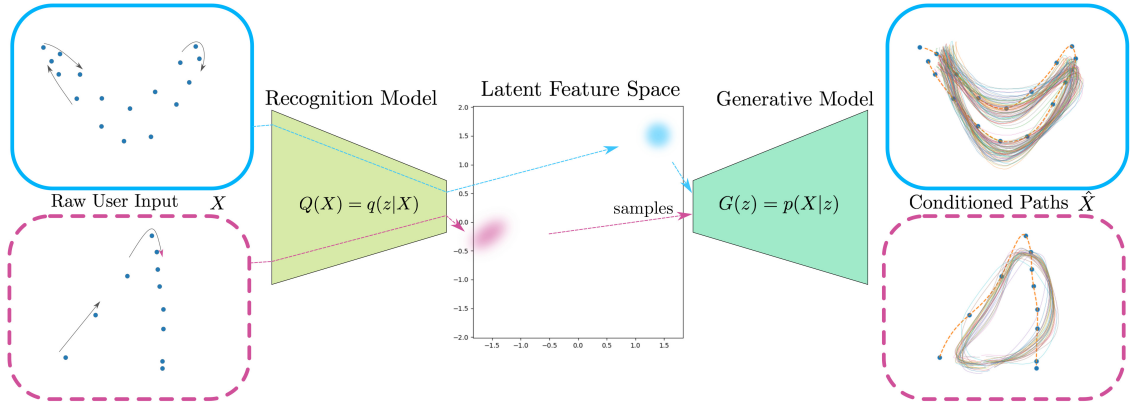 Recognition Model
Latent Feature Space
Generative Model
2.0
1.5
1.0
0.5
0.0
−0.5
−1.0
−1.5
−2.0
−1.5
−1.0
−0.5
0.0
0.5
1.0
1.5
Q(X) = q(z|X)
samples
G(z) = p(X|z)
Raw User Input X
Conditioned Paths X̂